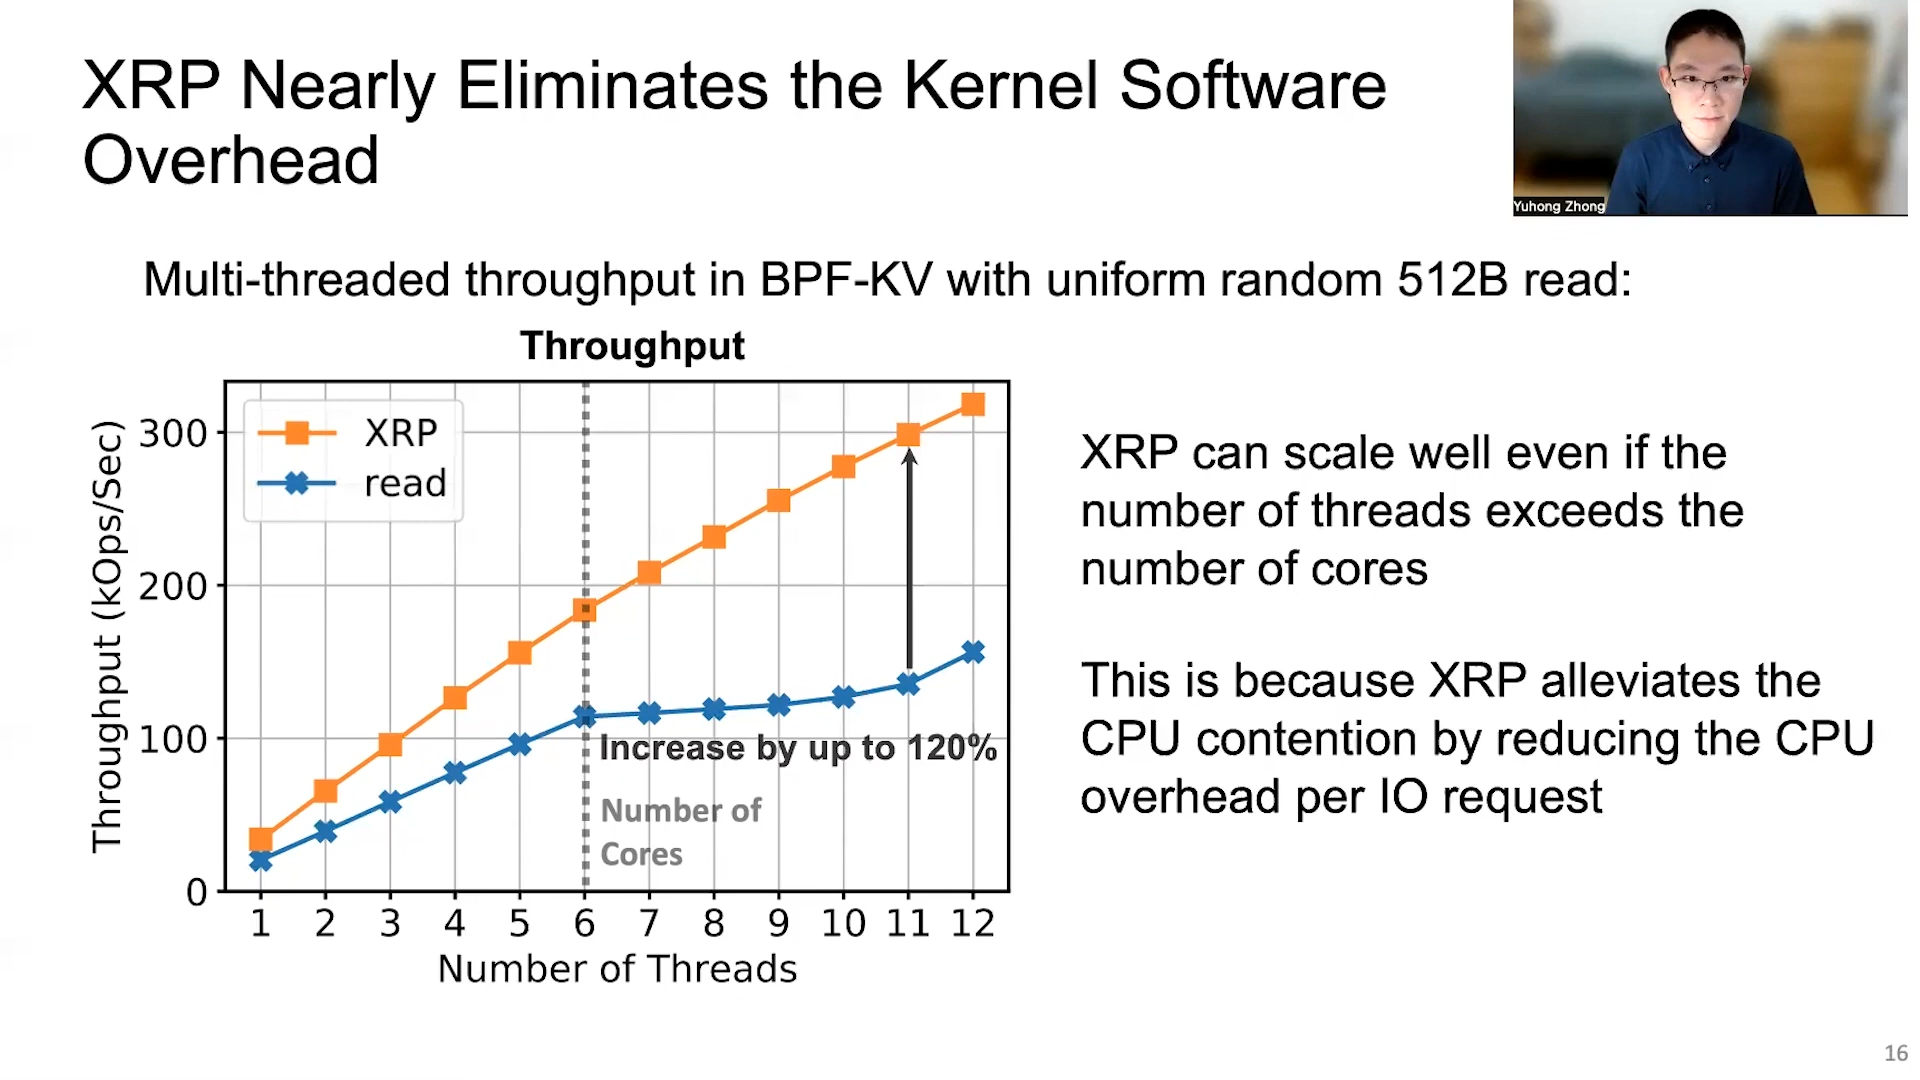 XRP Nearly Eliminates the Kernel Software
Overhead
Yuhong Zhong
Multi-threaded throughput in BPF-KV with uniform random 512B read:
Throughput
Throughput (kOps/Sec)
300
200
100
0
XRP
read
Increase by up to 120%
Number of
Cores
1 2 3 4 5 6 7 8 9 10 11 12
Number of Threads
XRP can scale well even if the
number of threads exceeds the
number of cores
This is because XRP alleviates the
CPU contention by reducing the CPU
overhead per IO request
16